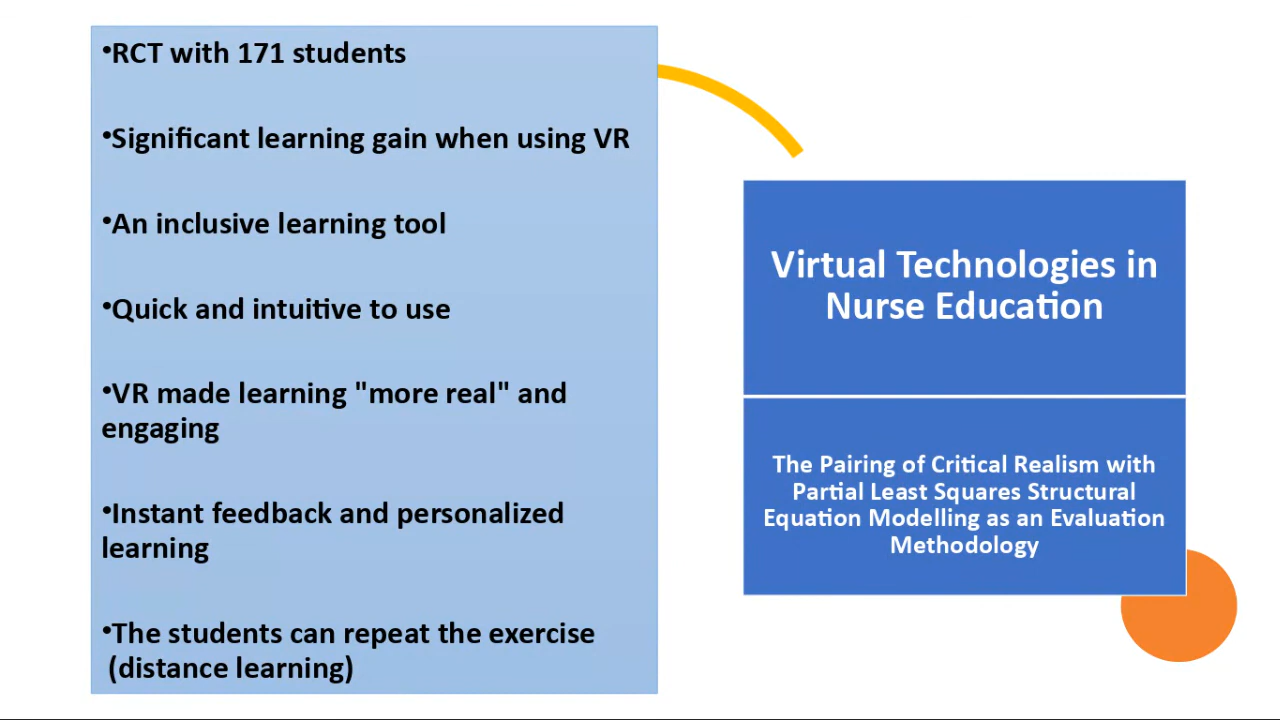 •RCT with 171 students
•Significant learning gain when using VR
•An inclusive learning tool
•Quick and intuitive to use
•VR made learning "more real" and
engaging
•Instant feedback and personalized
learning
•The students can repeat the exercise
(distance learning)
Virtual Technologies in
Nurse Education
The Pairing of Critical Realism with
Partial Least Squares Structural
Equation Modelling as an Evaluation
Methodology